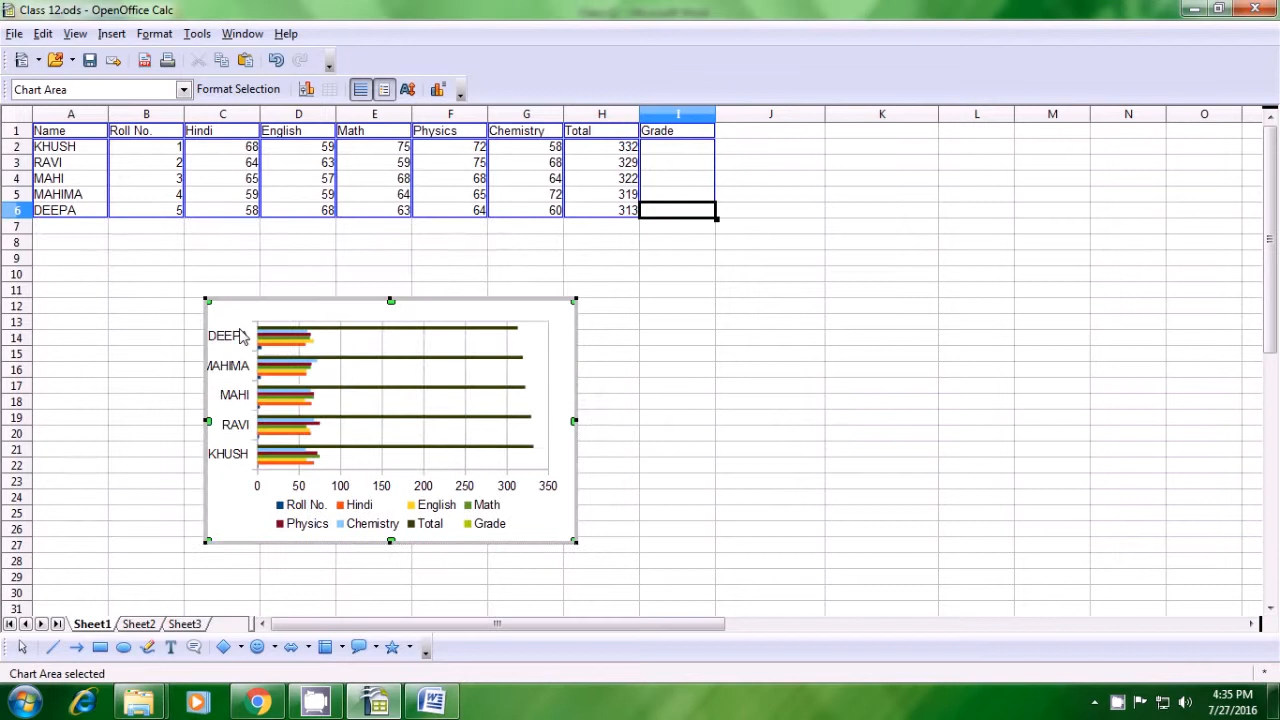 Class 12.ods - OpenOffice Calc
File Edit View Insert Format Tools Window Help
Chart Area Format Selection
A B C D E F G H I J K L M N O
1 Name Roll No. Hindi English Math Physics Chemistry Total Grade
2 KHUSH 1 68 59 75 72 58 332
3 RAVI 2 64 63 59 75 68 329
4 MAHI 3 65 57 68 68 64 322
5 MAHIMA 4 59 59 64 65 72 319
6 DEEPA 5 58 68 63 64 60 313
7
8
9
10
11
12
13
14
15
16
17
18
19
20
21
22
23
24
25
26
27
28
29
30
31
DEEPA
MAHIMA
MAHI
RAVI
KHUSH
0 50 100 150 200 250 300 350
Roll No. Hindi English Math
Physics Chemistry Total Grade
Sheet1 Sheet2 Sheet3
Chart Area selected *
4:35 PM
7/27/2016